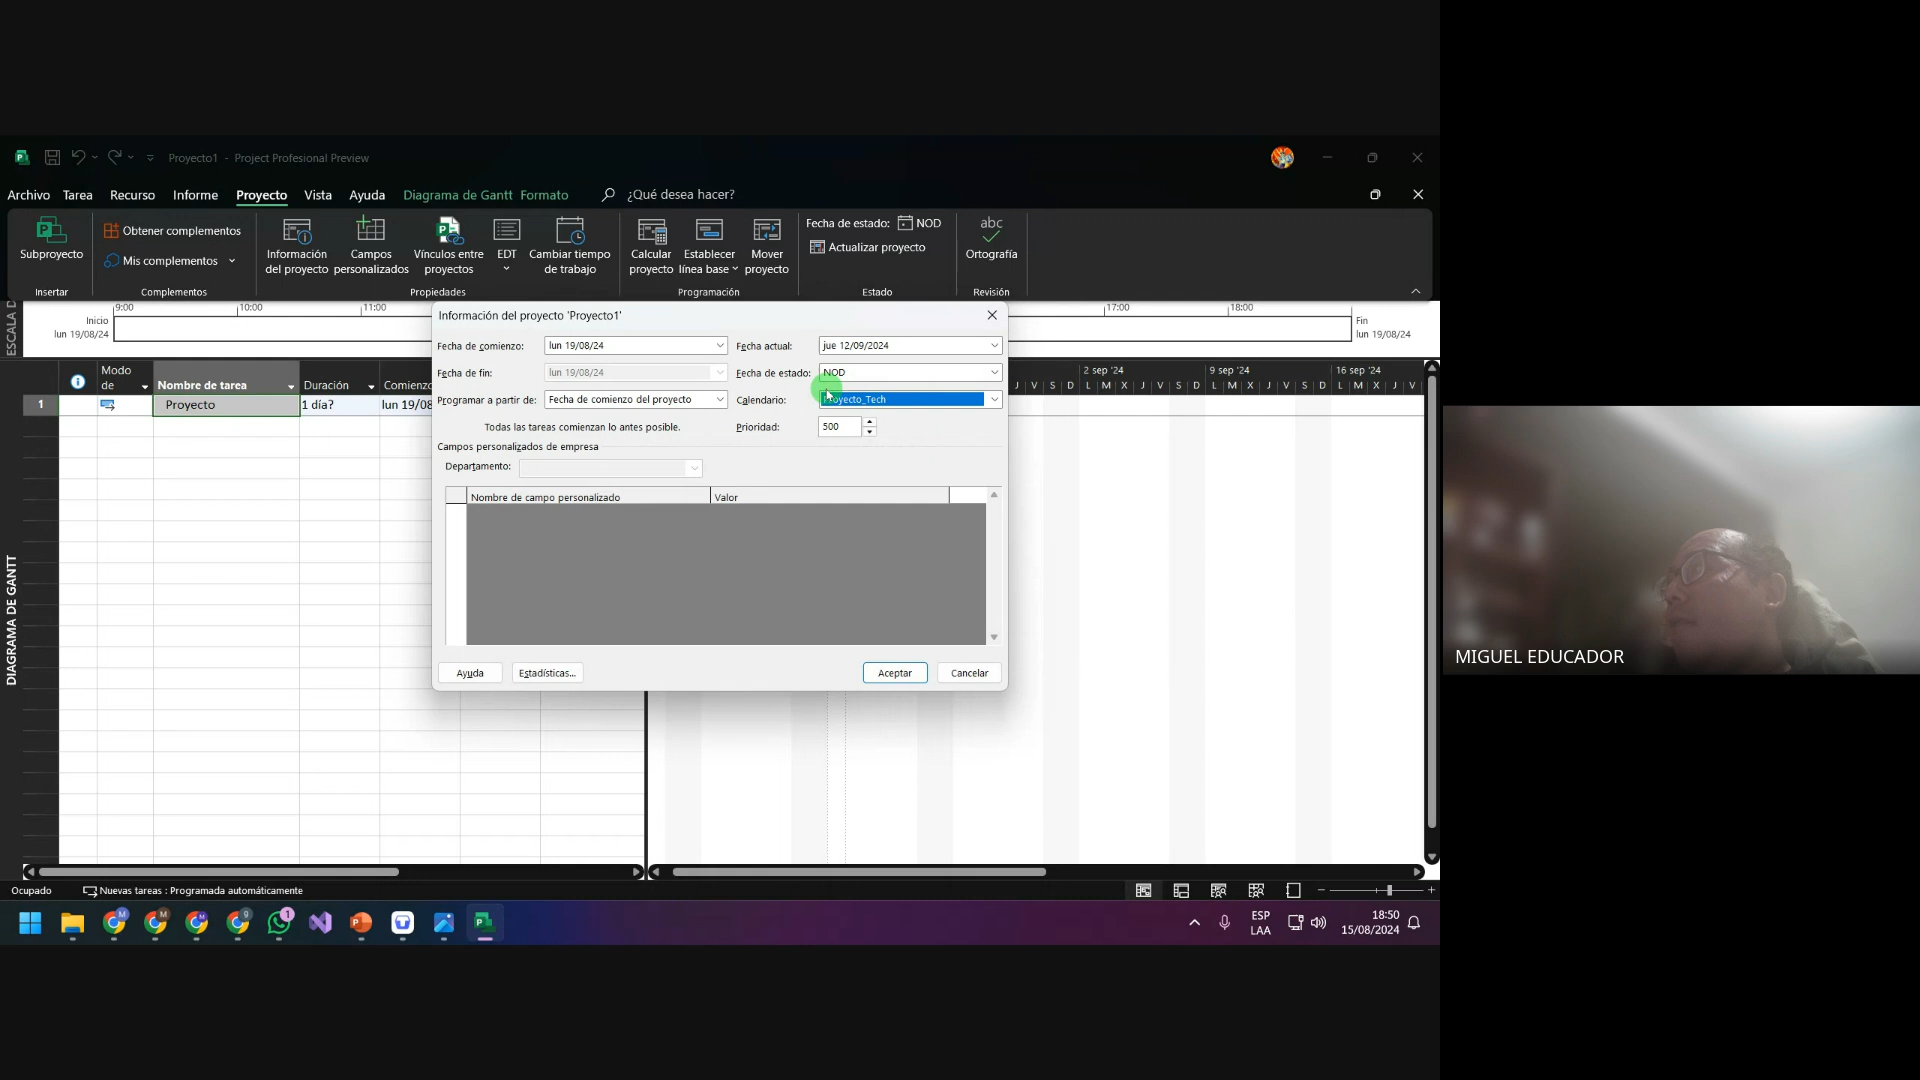 Proyecto1 - Project Profesional Preview
Archivo Tarea Recurso Informe Proyecto Vista Ayuda Diagrama de Gantt Formato ¿Qué desea hacer?
Subproyecto
Obtener complementos
Mis complementos
Información del proyecto
Campos personalizados
Vínculos entre proyectos
EDT
Cambiar tiempo de trabajo
Calcular proyecto
Establecer línea base
Mover proyecto
Fecha de estado: NOD
Actualizar proyecto
abc
Ortografía
Insertar Complementos Propiedades Programación Estado Revisión
ESCALA D
9:00 10:00 11:00 17:00 18:00
Inicio
lun 19/08/24
Fin
lun 19/08/24
Modo de
Nombre de tarea
Duración
Comienzo
1 Proyecto 1 día? lun 19/08
2 sep '24 9 sep '24 16 sep '24
J V S D L M X J V S D L M X J V S D L M X J V
DIAGRAMA DE GANTT
Información del proyecto 'Proyecto1'
Fecha de comienzo: lun 19/08/24
Fecha actual: jue 12/09/2024
Fecha de fin: lun 19/08/24
Fecha de estado: NOD
Programar a partir de: Fecha de comienzo del proyecto
Calendario: Proyecto_Tech
Todas las tareas comienzan lo antes posible.
Prioridad: 500
Campos personalizados de empresa
Departamento:
Nombre de campo personalizado Valor
Ayuda Estadísticas... Aceptar Cancelar
Ocupado Nuevas tareas : Programada automáticamente
ESP
LAA
18:50
15/08/2024
MIGUEL EDUCADOR